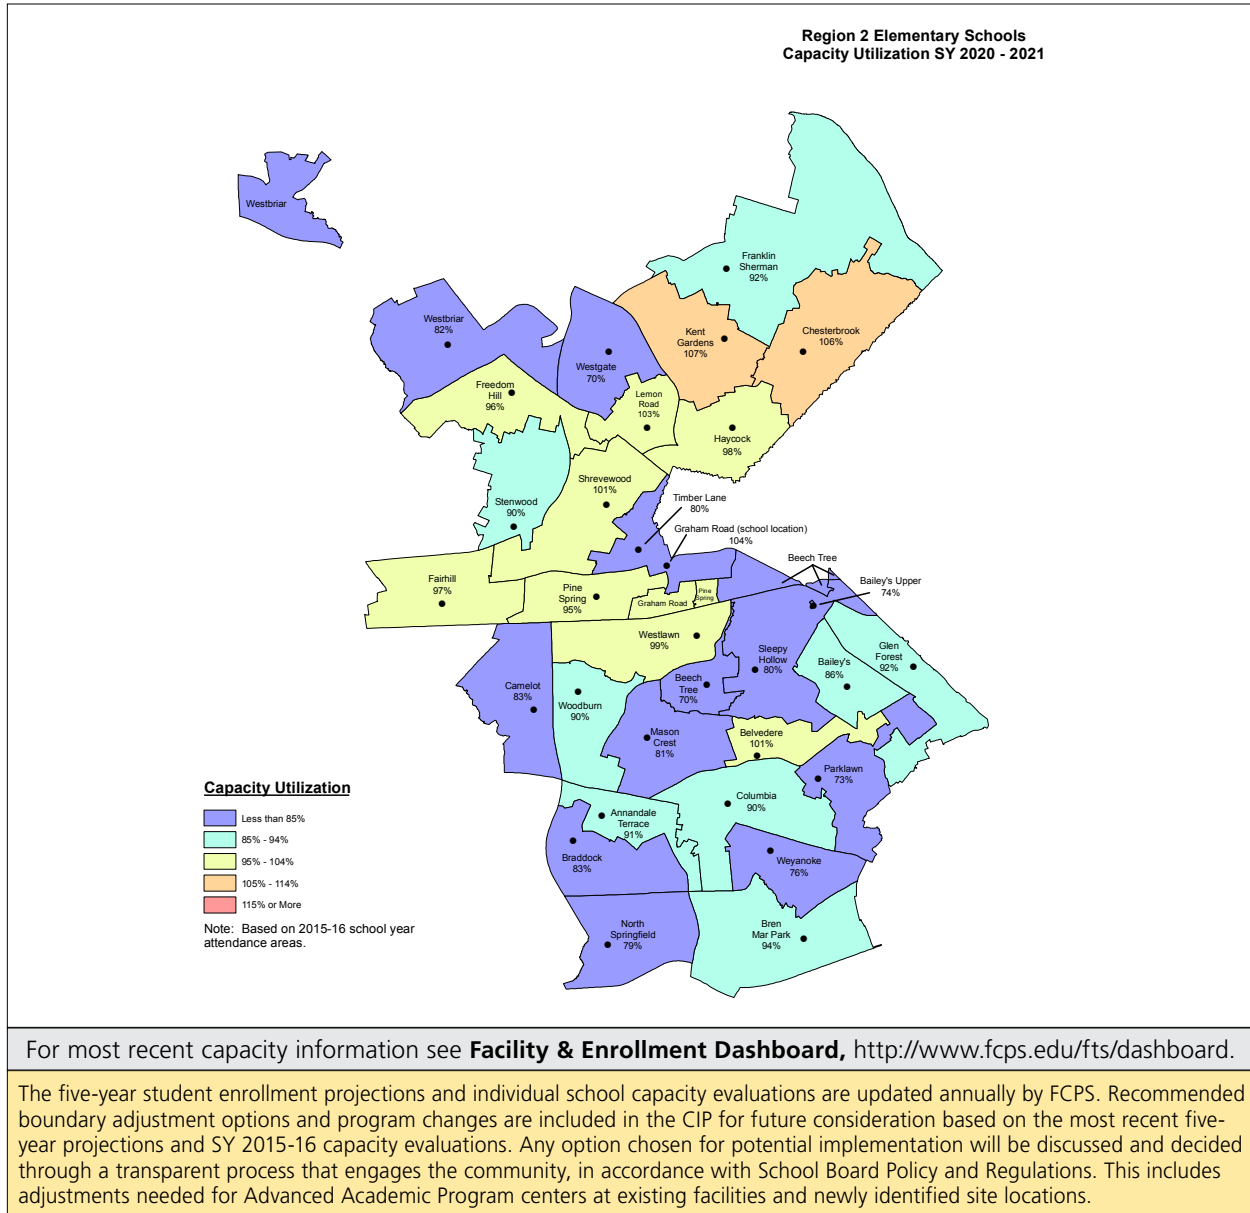 Region 2 Elementary Schools
Capacity Utilization SY 2020 - 2021
Westbriar
Franklin
Sherman
92%
Westbriar
82%
Kent
Gardens
107%
Chesterbrook
106%
Westgate
70%
Freedom
Hill
96%
Lemon
Road
103%
Haycock
98%
Shrevewood
101%
Stenwood
90%
Timber Lane
80%
Graham Road (school location)
104%
Beech Tree
Bailey's Upper
74%
Fairhill
97%
Pine
Spring
95%
Graham Road
Pine
Spring
Westlawn
99%
Sleepy
Hollow
80%
Glen
Forest
92%
Bailey's
86%
Camelot
83%
Woodburn
90%
Beech
Tree
70%
Mason
Crest
81%
Belvedere
101%
Parklawn
73%
Columbia
90%
Annandale
Terrace
91%
Braddock
83%
Weyanoke
76%
North
Springfield
79%
Bren
Mar Park
94%
Capacity Utilization
Less than 85%
85% - 94%
95% - 104%
105% - 114%
115% or More
Note: Based on 2015-16 school year
attendance areas.
For most recent capacity information see Facility & Enrollment Dashboard, http://www.fcps.edu/fts/dashboard.
The five-year student enrollment projections and individual school capacity evaluations are updated annually by FCPS. Recommended
boundary adjustment options and program changes are included in the CIP for future consideration based on the most recent five-
year projections and SY 2015-16 capacity evaluations. Any option chosen for potential implementation will be discussed and decided
through a transparent process that engages the community, in accordance with School Board Policy and Regulations. This includes
adjustments needed for Advanced Academic Program centers at existing facilities and newly identified site locations.